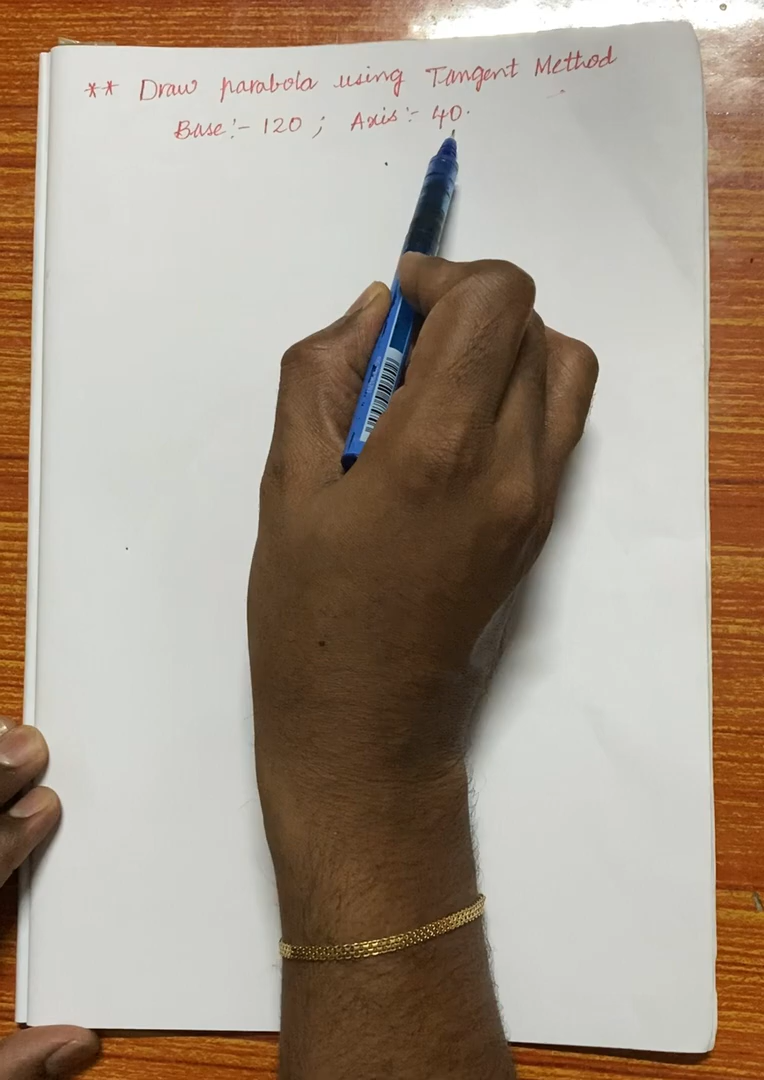 ** Draw parabola using Tangent Method
Base:- 120 ; Axis:- 40.